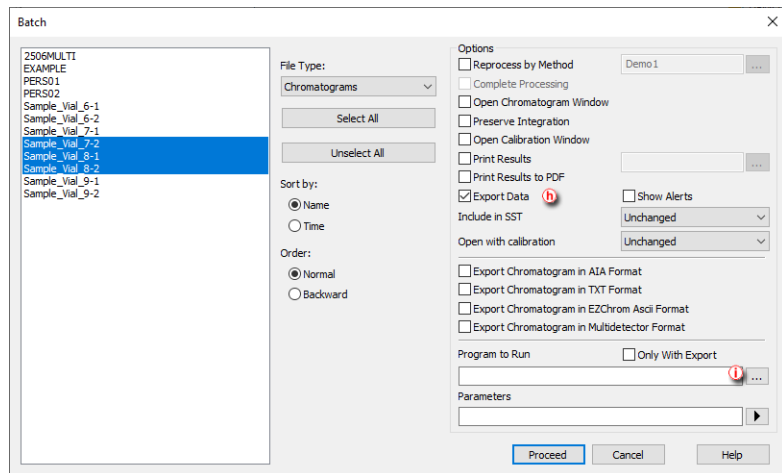 Batch
2506MULTI
EXAMPLE
PERS01
PERS02
Sample_Vial_6-1
Sample_Vial_6-2
Sample_Vial_7-1
Sample_Vial_7-2
Sample_Vial_8-1
Sample_Vial_8-2
Sample_Vial_9-1
Sample_Vial_9-2
File Type:
Chromatograms
Select All
Unselect All
Sort by:
Name
Time
Order:
Normal
Backward
Options
Reprocess by Method Demo1 ...
Complete Processing
Open Chromatogram Window
Preserve Integration
Open Calibration Window
Print Results ...
Print Results to PDF
Export Data h Show Alerts
Include in SST Unchanged
Open with calibration Unchanged
Export Chromatogram in AIA Format
Export Chromatogram in TXT Format
Export Chromatogram in EZChrom Ascii Format
Export Chromatogram in Multidetector Format
Program to Run Only With Export
i ...
Parameters
Proceed Cancel Help